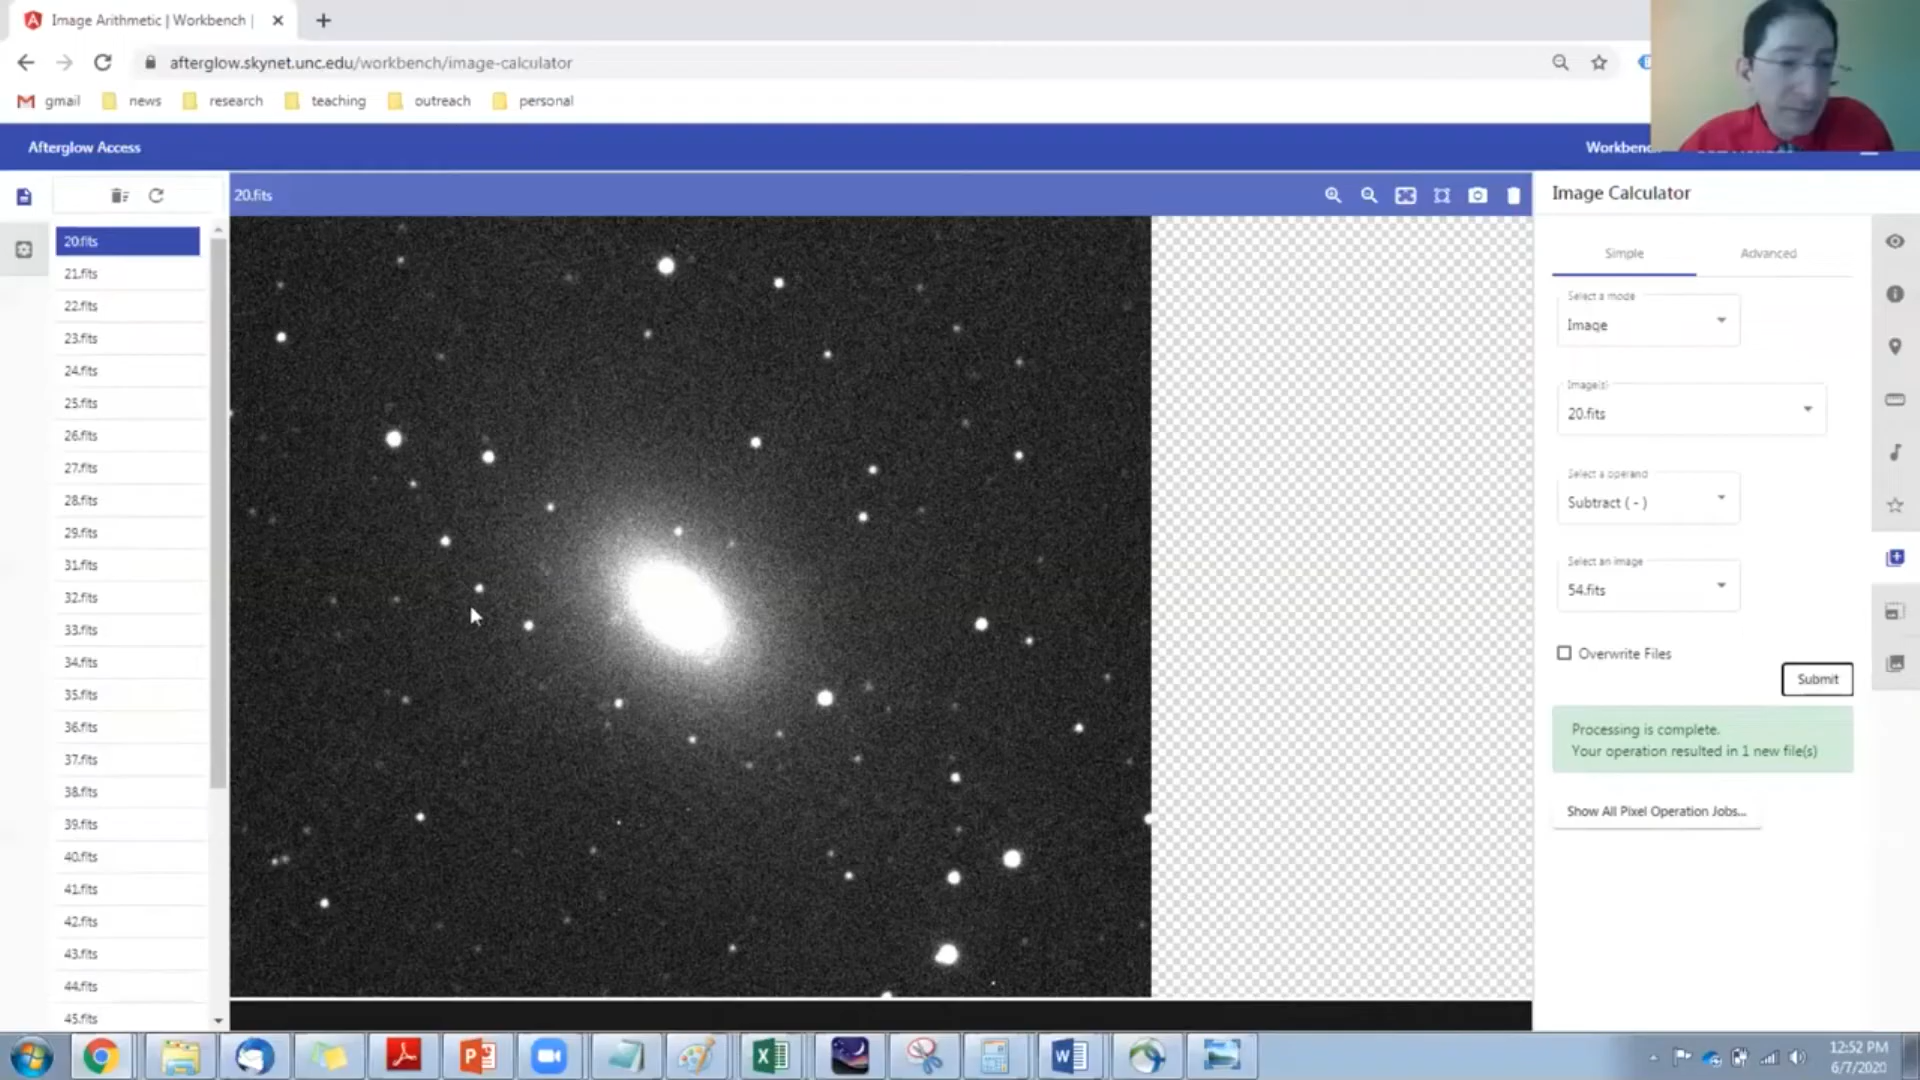 Image Arithmetic | Workbench |
afterglow.skynet.unc.edu/workbench/image-calculator
gmail news research teaching outreach personal
Afterglow Access
Workbenc
20.fits
Image Calculator
20.fits
21.fits
22.fits
23.fits
24.fits
25.fits
26.fits
27.fits
28.fits
29.fits
31.fits
32.fits
33.fits
34.fits
35.fits
36.fits
37.fits
38.fits
39.fits
40.fits
41.fits
42.fits
43.fits
44.fits
45.fits
Simple Advanced
Select a mode
Image
Image(s)
20.fits
Select a operand
Subtract ( - )
Select an image
54.fits
Overwrite Files
Submit
Processing is complete.
Your operation resulted in 1 new file(s)
Show All Pixel Operation Jobs...
12:52 PM
6/7/2020